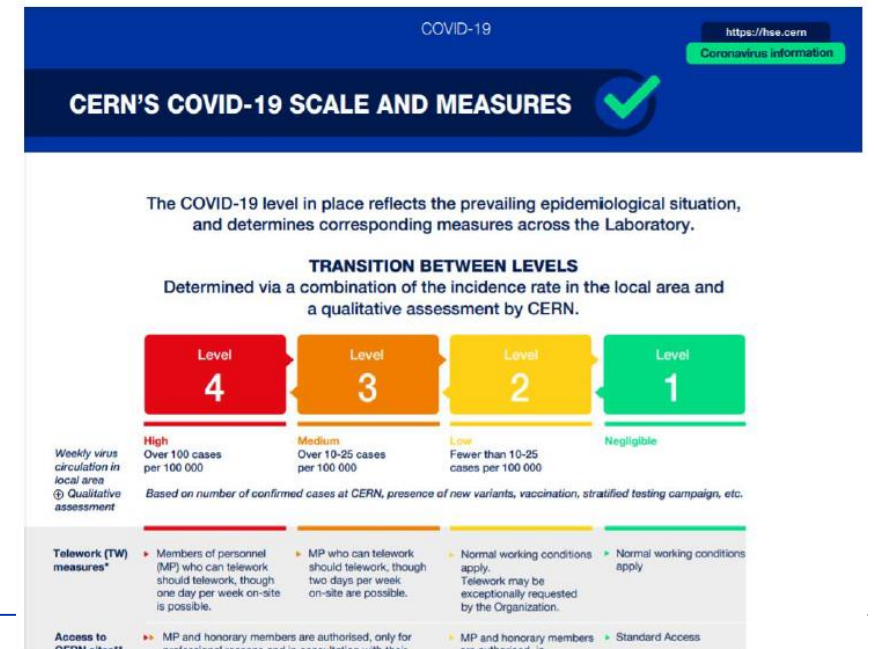 COVID-19
https://hse.cern
Coronavirus information
CERN'S COVID-19 SCALE AND MEASURES
The COVID-19 level in place reflects the prevailing epidemiological situation,
and determines corresponding measures across the Laboratory.
TRANSITION BETWEEN LEVELS
Determined via a combination of the incidence rate in the local area and
a qualitative assessment by CERN.
Level
4
Level
3
Level
2
Level
1
Weekly virus
circulation in
local area
⊕ Qualitative
assessment
High
Over 100 cases
per 100 000
Medium
Over 10-25 cases
per 100 000
Low
Fewer than 10-25
cases per 100 000
Negligible
Based on number of confirmed cases at CERN, presence of new variants, vaccination, stratified testing campaign, etc.
Telework (TW)
measures*
Members of personnel
(MP) who can telework
should telework, though
one day per week on-site
is possible.
MP who can telework
should telework, though
two days per week
on-site are possible.
Normal working conditions
apply.
Telework may be
exceptionally requested
by the Organization.
Normal working conditions
apply
Access to
MP and honorary members are authorised, only for
MP and honorary members
Standard Access